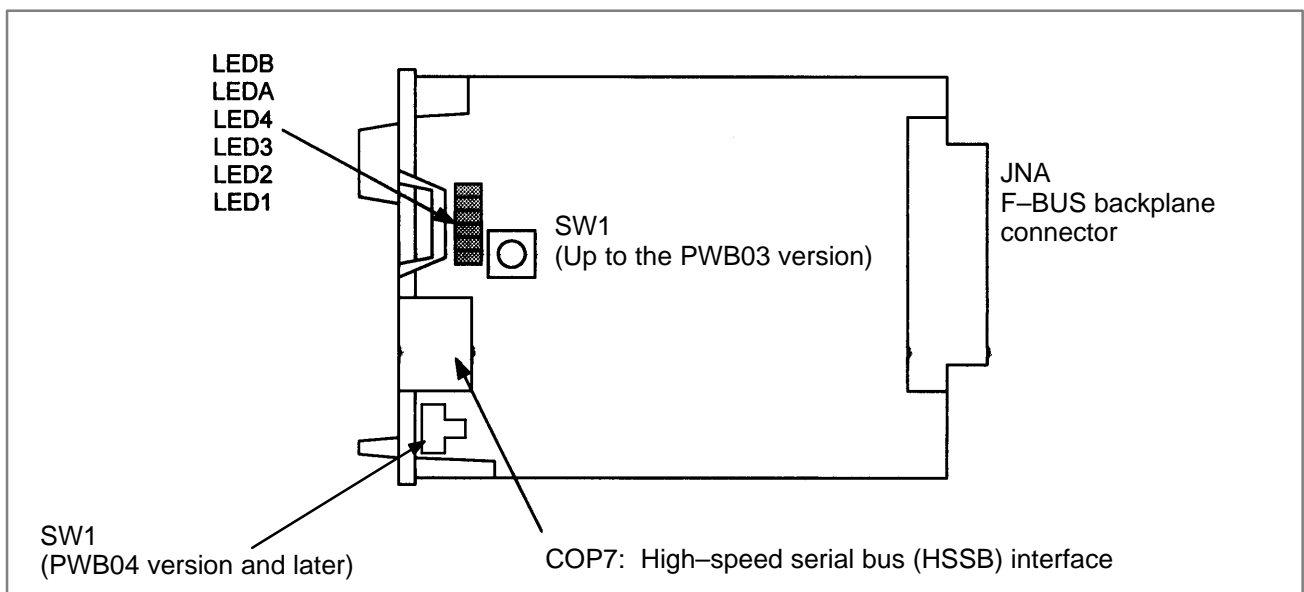 LEDB
LEDA
LED4
LED3
LED2
LED1
SW1
(Up to the PWB03 version)
JNA
F–BUS backplane
connector
SW1
(PWB04 version and later)
COP7: High–speed serial bus (HSSB) interface